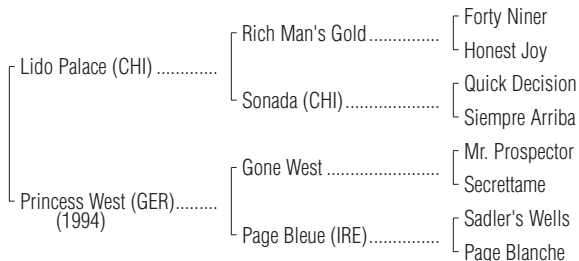 Forty Niner
Rich Man's Gold...............
Honest Joy
Lido Palace (CHI) .............
Quick Decision
Sonada (CHI)....................
Siempre Arriba
Mr. Prospector
Gone West ........................
Secrettame
Princess West (GER).........
(1994)
Sadler's Wells
Page Bleue (IRE)...............
Page Blanche